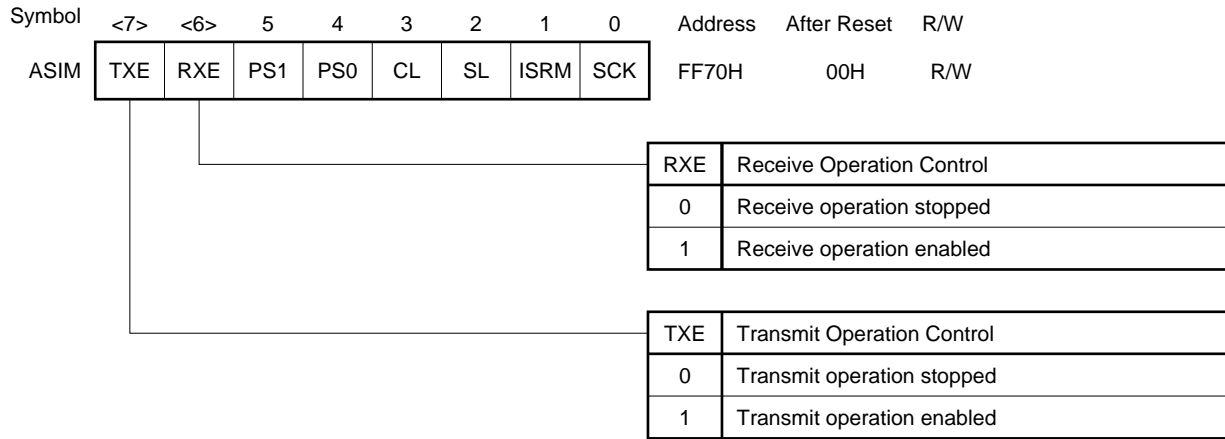 Symbol <7> <6> 5 4 3 2 1 0 Address After Reset R/W
ASIM TXE RXE PS1 PS0 CL SL ISRM SCK FF70H 00H R/W
RXE Receive Operation Control
0 Receive operation stopped
1 Receive operation enabled
TXE Transmit Operation Control
0 Transmit operation stopped
1 Transmit operation enabled